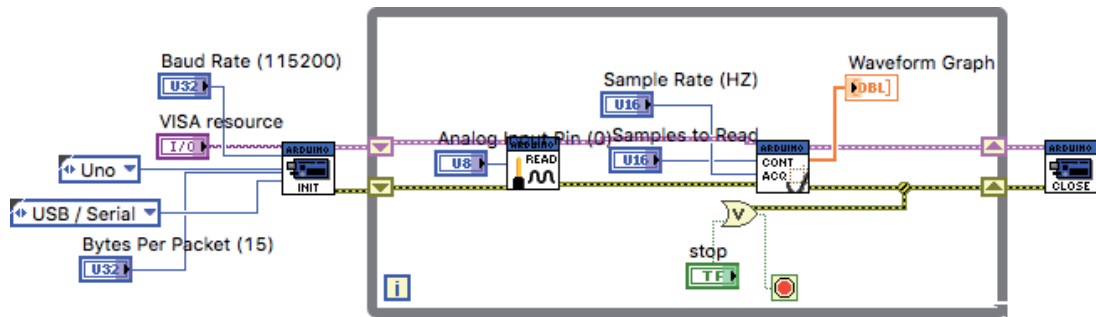 Baud Rate (115200)
U32
VISA resource
I/O
Uno
USB / Serial
Bytes Per Packet (15)
U32
ARDUINO
INIT
Analog Input Pin (0)
U8
ARDUINO
READ
Sample Rate (HZ)
U16
Samples to Read
U16
ARDUINO
CONT
ACQ
Waveform Graph
DBL]
V
stop
TF
i
ARDUINO
CLOSE